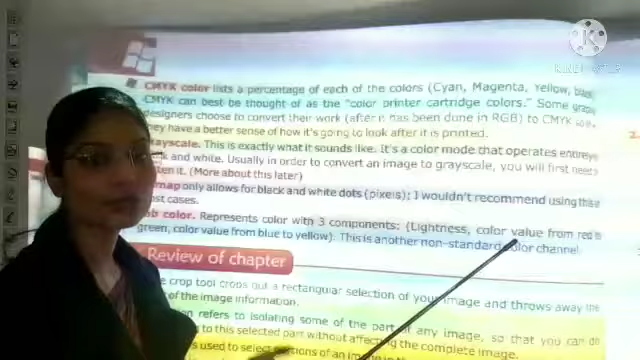 CMYK color lists a percentage of each of the colors (Cyan, Magenta, Yellow, black
CMYK can best be thought of as the "color printer cartridge colors." Some graphic
designers choose to convert their work (after it has been done in RGB) to CMYK so
they have a better sense of how it's going to look after it is printed.
Grayscale. This is exactly what it sounds like. It's a color mode that operates entirely
and white. Usually in order to convert an image to grayscale, you will first need
it. (More about this later)
only allows for black and white dots (pixels); I wouldn't recommend using this
cases.
color. Represents color with 3 components: (Lightness, color value from red
green, color value from blue to yellow). This is another non-standard color channel.
Review of chapter
crop tool crops out a rectangular selection of your image and throws away the
of the image information.
refers to isolating some of the part of any image, so that you can do
to this selected part without affecting the complete image.
used to select of an image
KINEMASTER